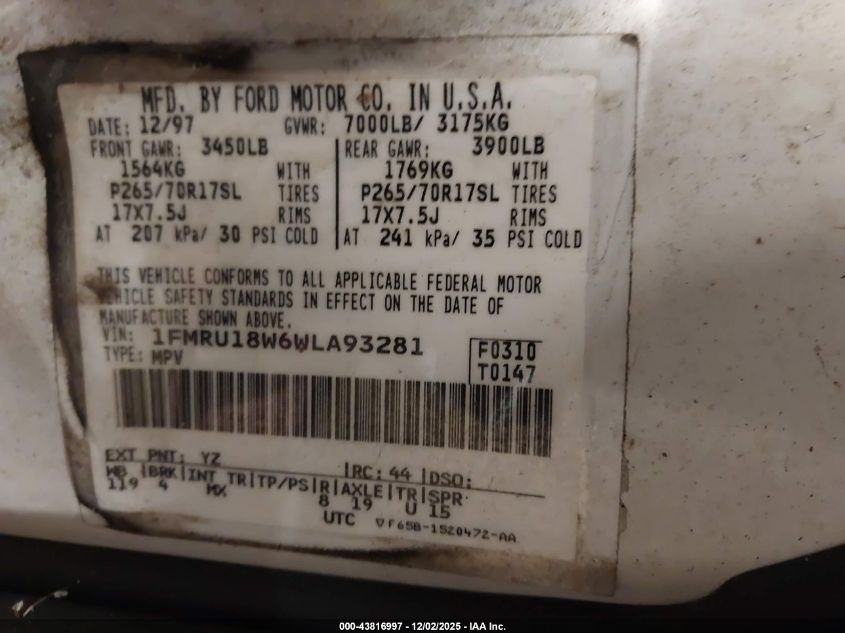 MFD. BY FORD MOTOR CO. IN U.S.A.
DATE: 12/97 GVWR: 7000LB/ 3175KG
FRONT GAWR: 3450LB REAR GAWR: 3900LB
1564KG WITH 1769KG WITH
P265/70R17SL TIRES P265/70R17SL TIRES
17X7.5J RIMS 17X7.5J RIMS
AT 207 kPa/ 30 PSI COLD AT 241 kPa/ 35 PSI COLD
THIS VEHICLE CONFORMS TO ALL APPLICABLE FEDERAL MOTOR
VEHICLE SAFETY STANDARDS IN EFFECT ON THE DATE OF
MANUFACTURE SHOWN ABOVE.
VIN: 1FMRU18W6WLA93281 F0310
TYPE: MPV T0147
EXT PNT: YZ RC: 44 DSO:
WB BRK INT TR TP/PS R AXLE TR SPR
119 4 MX 8 19 U 15
UTC ▽F65B-1520472-AA
000-43816997 - 12/02/2025 - IAA Inc.